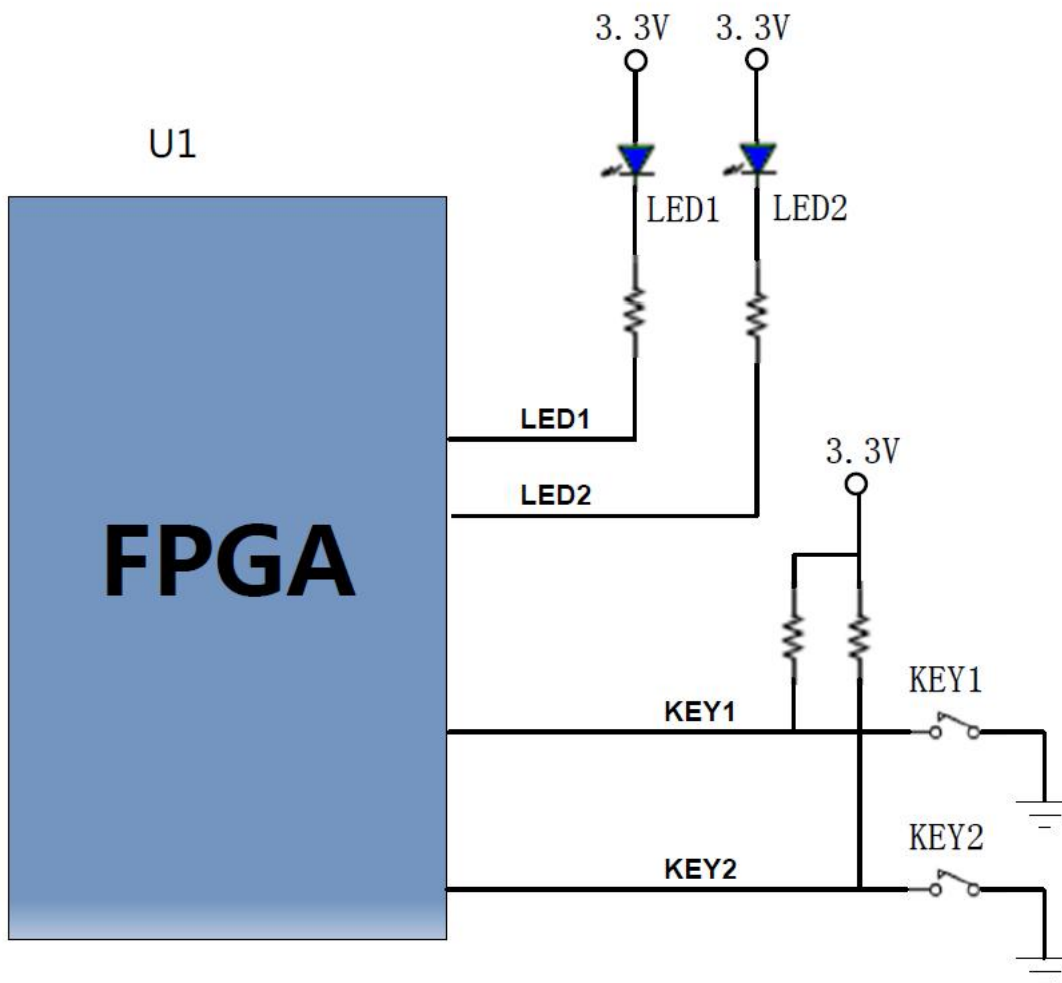 3.3V 3.3V
U1
LED1 LED2
LED1
3.3V
LED2
FPGA
KEY1
KEY1
KEY2
KEY2